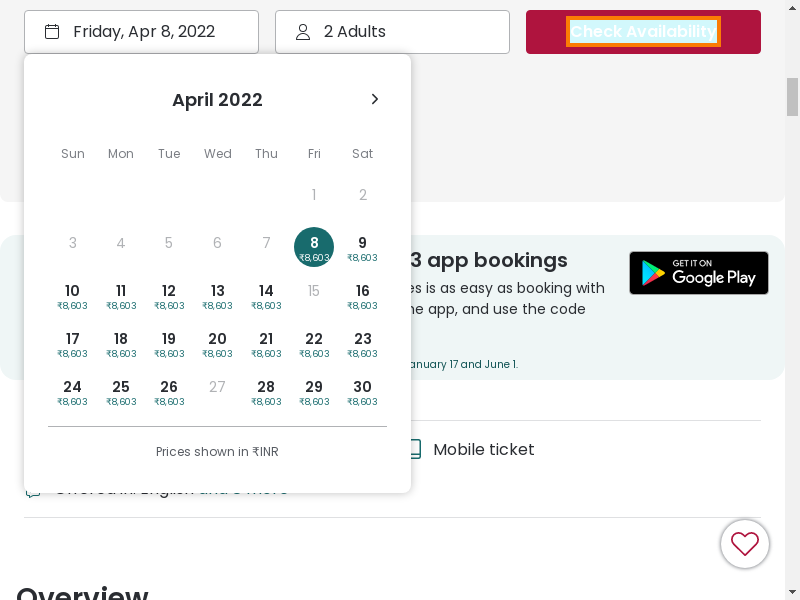 Friday, Apr 8, 2022
2 Adults
Check Availability
April 2022
Sun Mon Tue Wed Thu Fri Sat
1 2
3 4 5 6 7 8 9
₹8,603 ₹8,603
10 11 12 13 14 15 16
₹8,603 ₹8,603 ₹8,603 ₹8,603 ₹8,603 ₹8,603
17 18 19 20 21 22 23
₹8,603 ₹8,603 ₹8,603 ₹8,603 ₹8,603 ₹8,603 ₹8,603
24 25 26 27 28 29 30
₹8,603 ₹8,603 ₹8,603 ₹8,603 ₹8,603 ₹8,603
Prices shown in ₹INR
3 app bookings
es is as easy as booking with
e app, and use the code
anuary 17 and June 1.
GET IT ON
Google Play
Mobile ticket
Overview